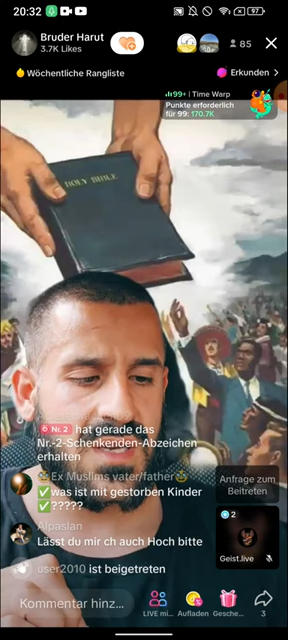 20:32
97
Bruder Harut
3.7K Likes
85
Wöchentliche Rangliste
Erkunden >
99+ | Time Warp
Punkte erforderlich
für 99: 170.7K
HOLY BIBLE
Nr. 2 hat gerade das
Nr.-2-Schenkenden-Abzeichen
erhalten
Ex Muslims vater/father
✅was ist mit gestorben Kinder
✅?????
Alpaslan
Lässt du mir ch auch Hoch bitte
user2010 ist beigetreten
Anfrage zum
Beitreten
2
Geist.live
Kommentar hinz...
LIVE mi...
Aufladen
Gesche...
3